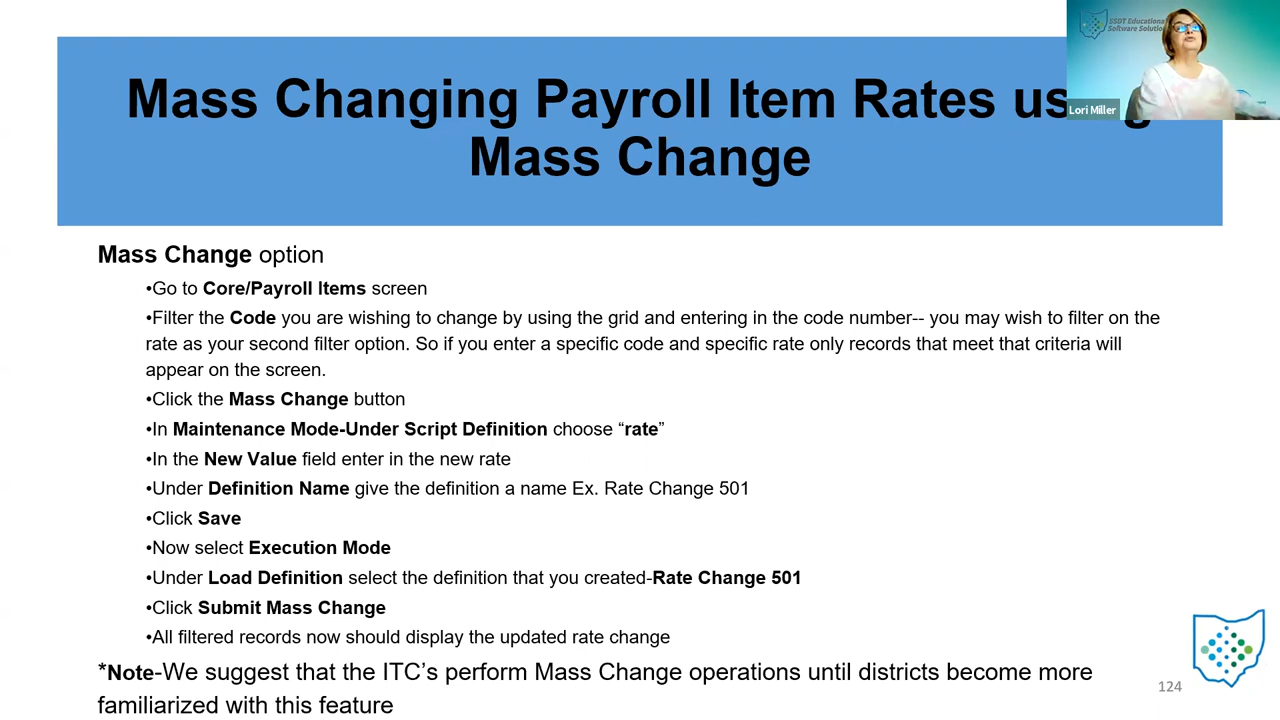 SSDT Educational
Software Solutions
Lori Miller
Mass Changing Payroll Item Rates using
Mass Change
Mass Change option
•Go to Core/Payroll Items screen
•Filter the Code you are wishing to change by using the grid and entering in the code number-- you may wish to filter on the
rate as your second filter option. So if you enter a specific code and specific rate only records that meet that criteria will
appear on the screen.
•Click the Mass Change button
•In Maintenance Mode-Under Script Definition choose “rate”
•In the New Value field enter in the new rate
•Under Definition Name give the definition a name Ex. Rate Change 501
•Click Save
•Now select Execution Mode
•Under Load Definition select the definition that you created-Rate Change 501
•Click Submit Mass Change
•All filtered records now should display the updated rate change
*Note-We suggest that the ITC’s perform Mass Change operations until districts become more
familiarized with this feature
124